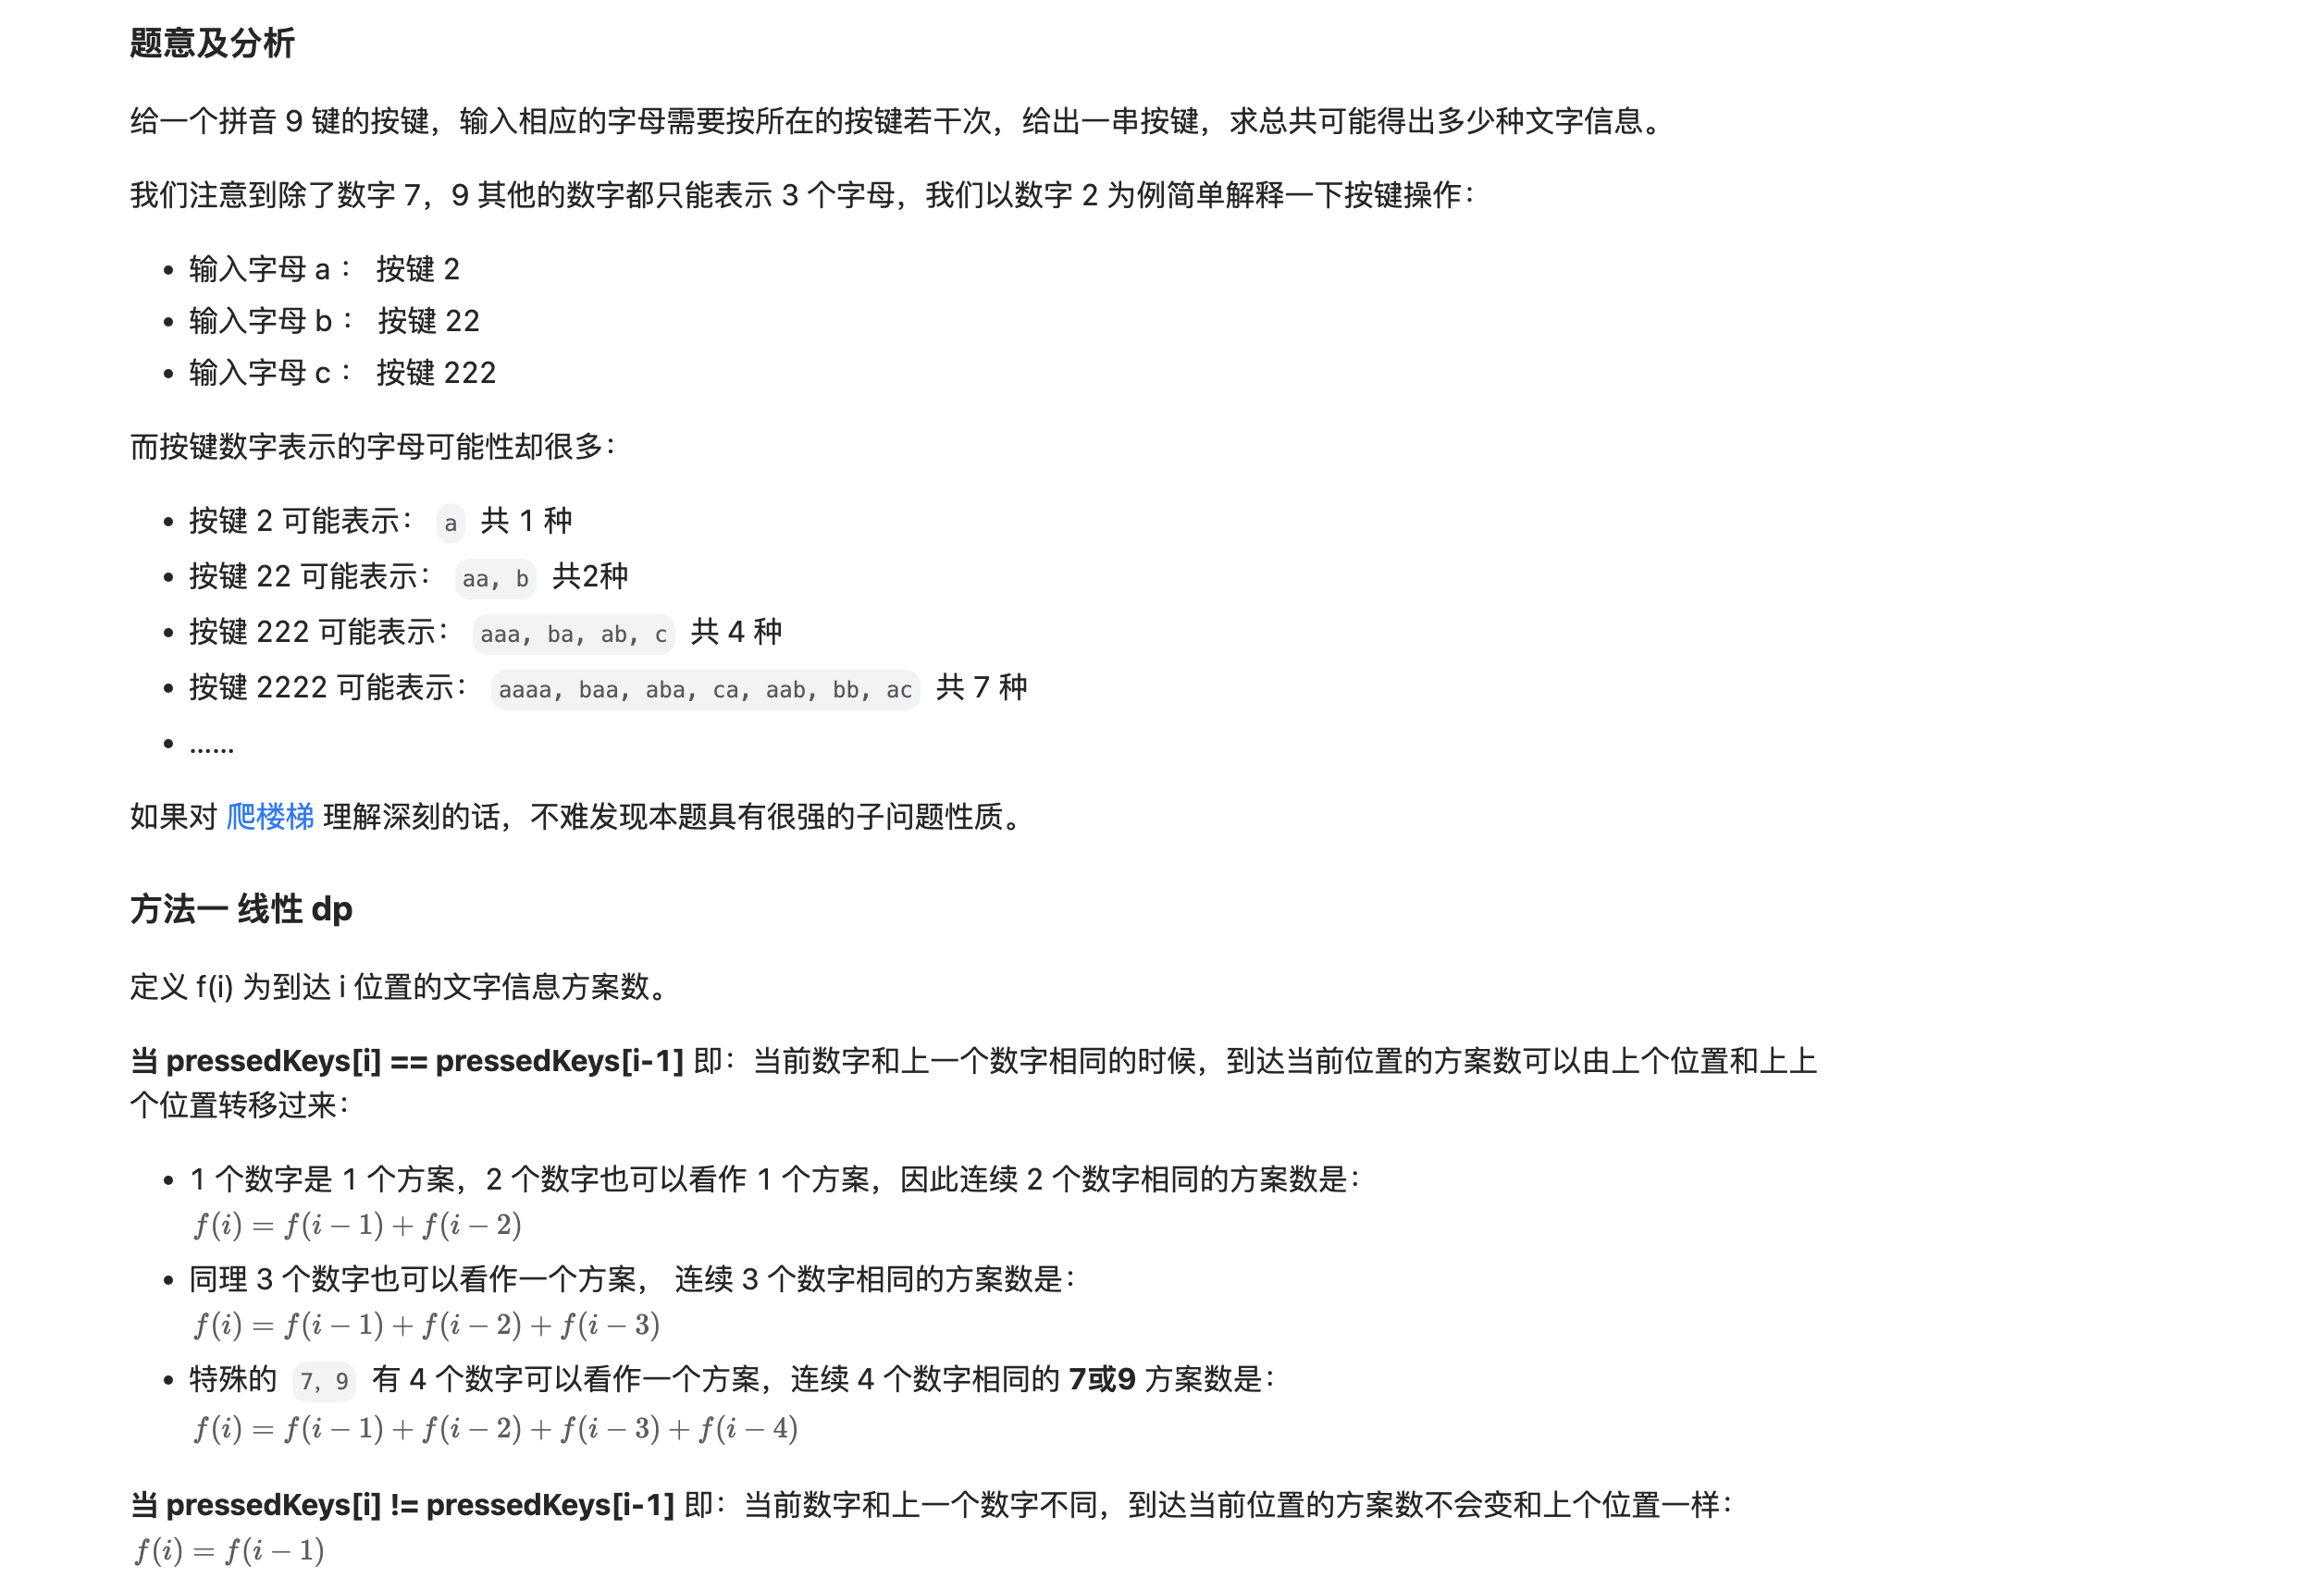 题意及分析
给一个拼音 9 键的按键，输入相应的字母需要按所在的按键若干次，给出一串按键，求总共可能得出多少种文字信息。
我们注意到除了数字 7，9 其他的数字都只能表示 3 个字母，我们以数字 2 为例简单解释一下按键操作：
• 输入字母 a： 按键 2
• 输入字母 b： 按键 22
• 输入字母 c： 按键 222
而按键数字表示的字母可能性却很多：
• 按键 2 可能表示： a 共 1 种
• 按键 22 可能表示： aa, b 共2种
• 按键 222 可能表示： aaa, ba, ab, c 共 4 种
• 按键 2222 可能表示： aaaa, baa, aba, ca, aab, bb, ac 共 7 种
• ……
如果对 爬楼梯 理解深刻的话，不难发现本题具有很强的子问题性质。
方法一 线性 dp
定义 f(i) 为到达 i 位置的文字信息方案数。
当 pressedKeys[i] == pressedKeys[i-1] 即：当前数字和上一个数字相同的时候，到达当前位置的方案数可以由上个位置和上上
个位置转移过来：
• 1 个数字是 1 个方案，2 个数字也可以看作 1 个方案，因此连续 2 个数字相同的方案数是：
f(i) = f(i − 1) + f(i − 2)
• 同理 3 个数字也可以看作一个方案， 连续 3 个数字相同的方案数是：
f(i) = f(i − 1) + f(i − 2) + f(i − 3)
• 特殊的 7, 9 有 4 个数字可以看作一个方案，连续 4 个数字相同的 7或9 方案数是：
f(i) = f(i − 1) + f(i − 2) + f(i − 3) + f(i − 4)
当 pressedKeys[i] != pressedKeys[i-1] 即：当前数字和上一个数字不同，到达当前位置的方案数不会变和上个位置一样：
f(i) = f(i − 1)